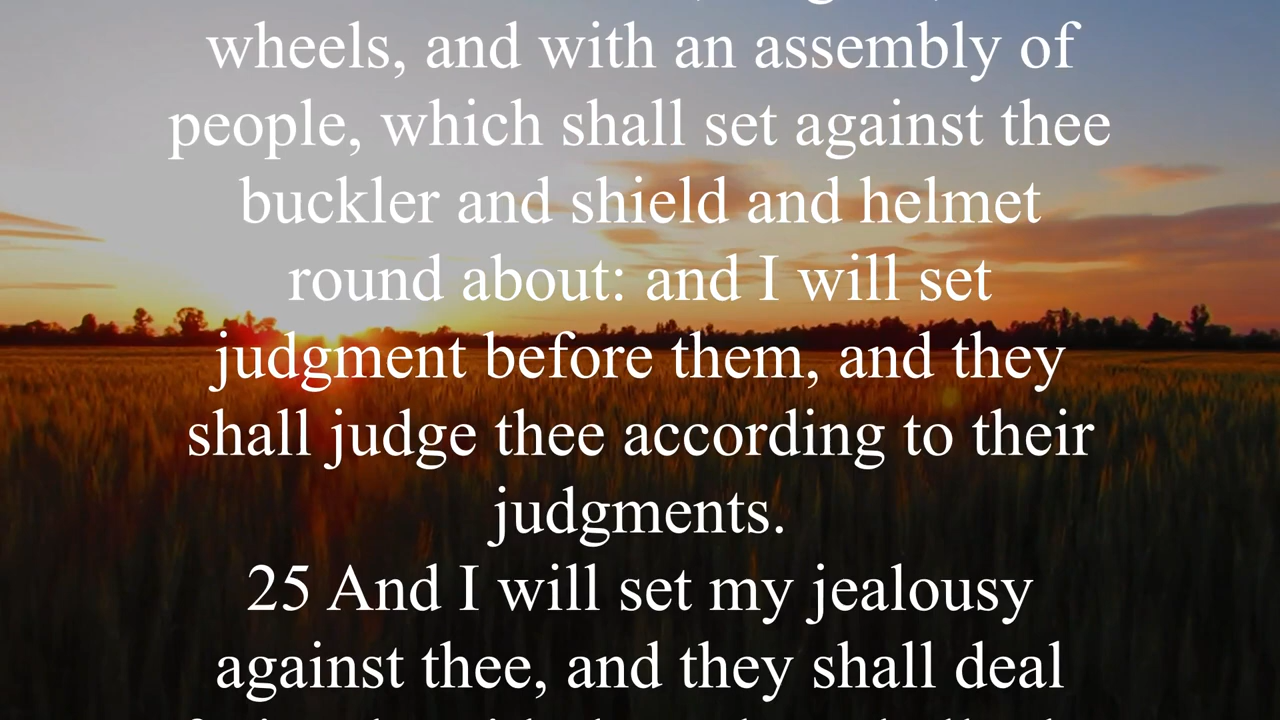 wheels, and with an assembly of
people, which shall set against thee
buckler and shield and helmet
round about: and I will set
judgment before them, and they
shall judge thee according to their
judgments.
25 And I will set my jealousy
against thee, and they shall deal